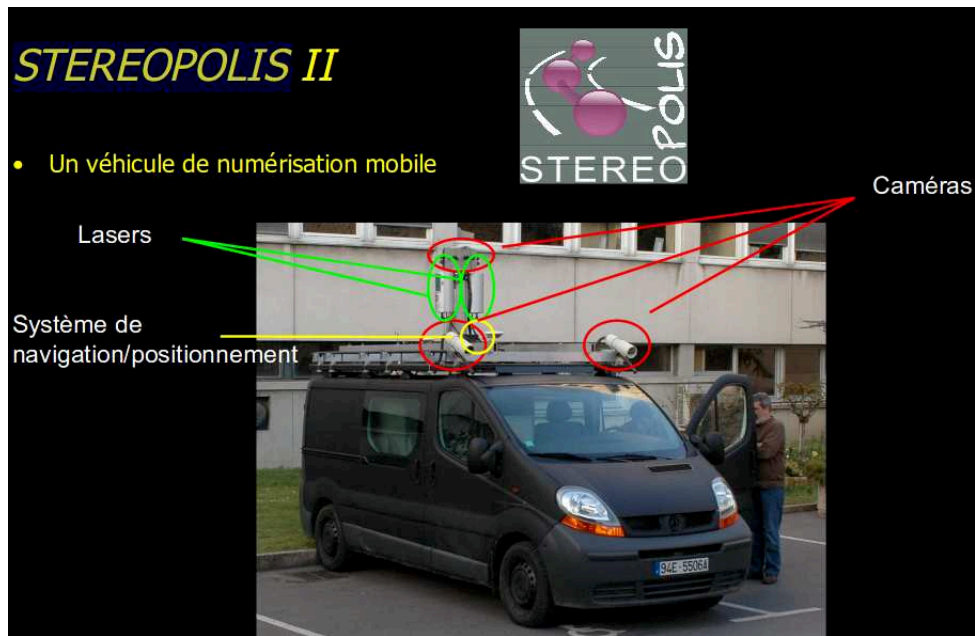 STEREOPOLIS II
POLIS
STEREO
• Un véhicule de numérisation mobile
Caméras
Lasers
Système de
navigation/positionnement
94E·5506A